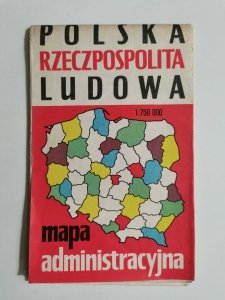 POLSKA
RZECZPOSPOLITA
LUDOWA
1:750 000
mapa
administracyjna